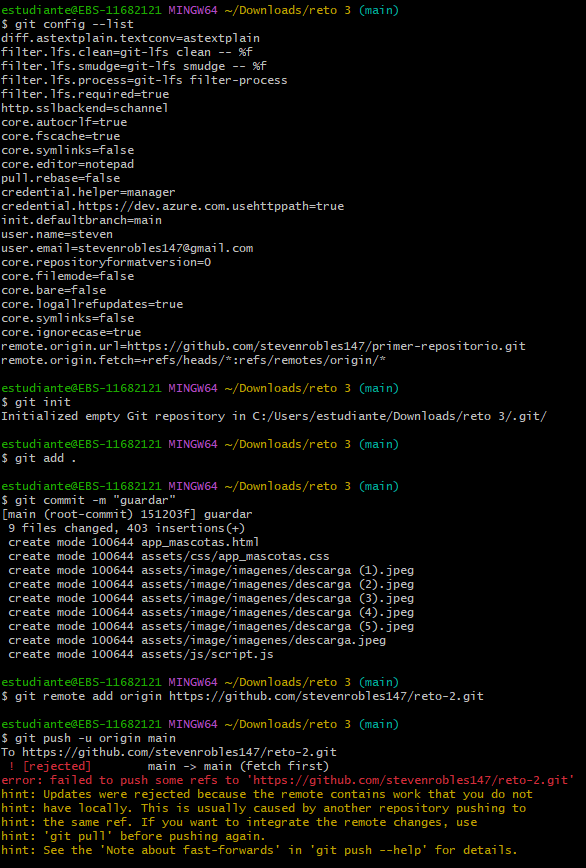 estudiante@EBS-11682121 MINGW64 ~/Downloads/reto 3 (main)
$ git config --list
diff.astextplain.textconv=astextplain
filter.lfs.clean=git-lfs clean -- %f
filter.lfs.smudge=git-lfs smudge -- %f
filter.lfs.process=git-lfs filter-process
filter.lfs.required=true
http.sslbackend=schannel
core.autocrlf=true
core.fscache=true
core.symlinks=false
core.editor=notepad
pull.rebase=false
credential.helper=manager
credential.https://dev.azure.com.usehttppath=true
init.defaultbranch=main
user.name=steven
user.email=stevenrobles147@gmail.com
core.repositoryformatversion=0
core.filemode=false
core.bare=false
core.logallrefupdates=true
core.symlinks=false
core.ignorecase=true
remote.origin.url=https://github.com/stevenrobles147/primer-repositorio.git
remote.origin.fetch=+refs/heads/*:refs/remotes/origin/*
estudiante@EBS-11682121 MINGW64 ~/Downloads/reto 3 (main)
$ git init
Initialized empty Git repository in C:/Users/estudiante/Downloads/reto 3/.git/
estudiante@EBS-11682121 MINGW64 ~/Downloads/reto 3 (main)
$ git add .
estudiante@EBS-11682121 MINGW64 ~/Downloads/reto 3 (main)
$ git commit -m "guardar"
[main (root-commit) 151203f] guardar
9 files changed, 403 insertions(+)
create mode 100644 app_mascotas.html
create mode 100644 assets/css/app_mascotas.css
create mode 100644 assets/image/imagenes/descarga (1).jpeg
create mode 100644 assets/image/imagenes/descarga (2).jpeg
create mode 100644 assets/image/imagenes/descarga (3).jpeg
create mode 100644 assets/image/imagenes/descarga (4).jpeg
create mode 100644 assets/image/imagenes/descarga (5).jpeg
create mode 100644 assets/image/imagenes/descarga.jpeg
create mode 100644 assets/js/script.js
estudiante@EBS-11682121 MINGW64 ~/Downloads/reto 3 (main)
$ git remote add origin https://github.com/stevenrobles147/reto-2.git
estudiante@EBS-11682121 MINGW64 ~/Downloads/reto 3 (main)
$ git push -u origin main
To https://github.com/stevenrobles147/reto-2.git
! [rejected] main -> main (fetch first)
error: failed to push some refs to 'https://github.com/stevenrobles147/reto-2.git'
hint: Updates were rejected because the remote contains work that you do not
hint: have locally. This is usually caused by another repository pushing to
hint: the same ref. If you want to integrate the remote changes, use
hint: 'git pull' before pushing again.
hint: See the 'Note about fast-forwards' in 'git push --help' for details.